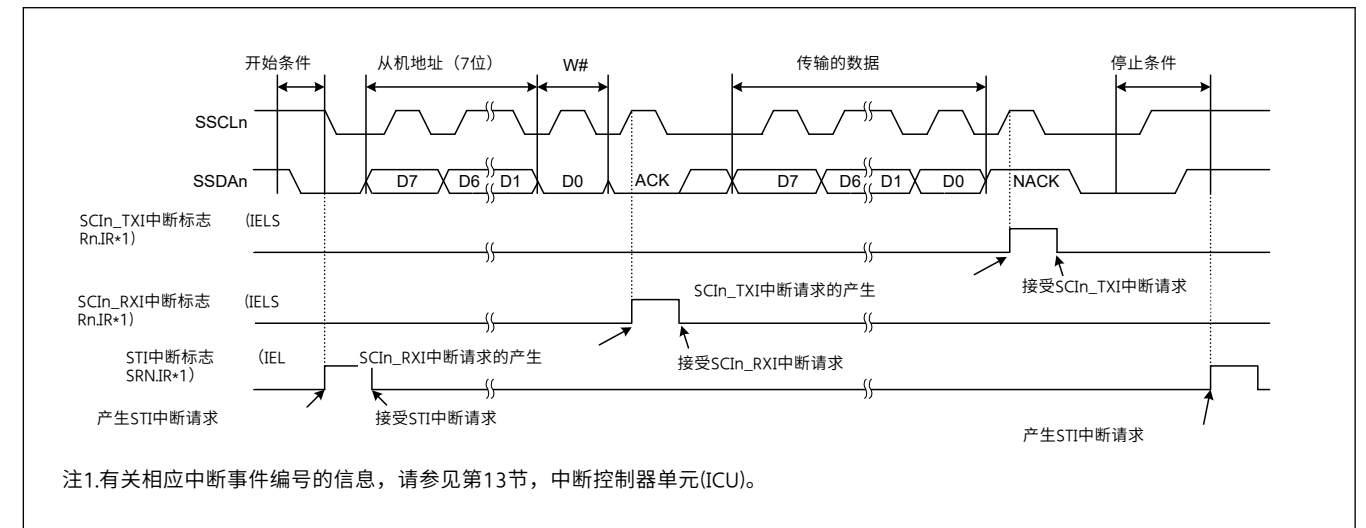 开始条件 从机地址（7位） W# 传输的数据 停止条件
SSCLn
SSDAn D7 D6 D1 D0 ACK D7 D6 D1 D0 NACK
SCIn_TXI中断标志 (IELS
Rn.IR*1)
SCIn_TXI中断请求的产生 接受SCIn_TXI中断请求
SCIn_RXI中断标志 (IELS
Rn.IR*1)
SCIn_RXI中断请求的产生 接受SCIn_RXI中断请求
STI中断标志 (IEL
SRN.IR*1)
产生STI中断请求 接受STI中断请求 产生STI中断请求
注1.有关相应中断事件编号的信息，请参见第13节，中断控制器单元(ICU)。